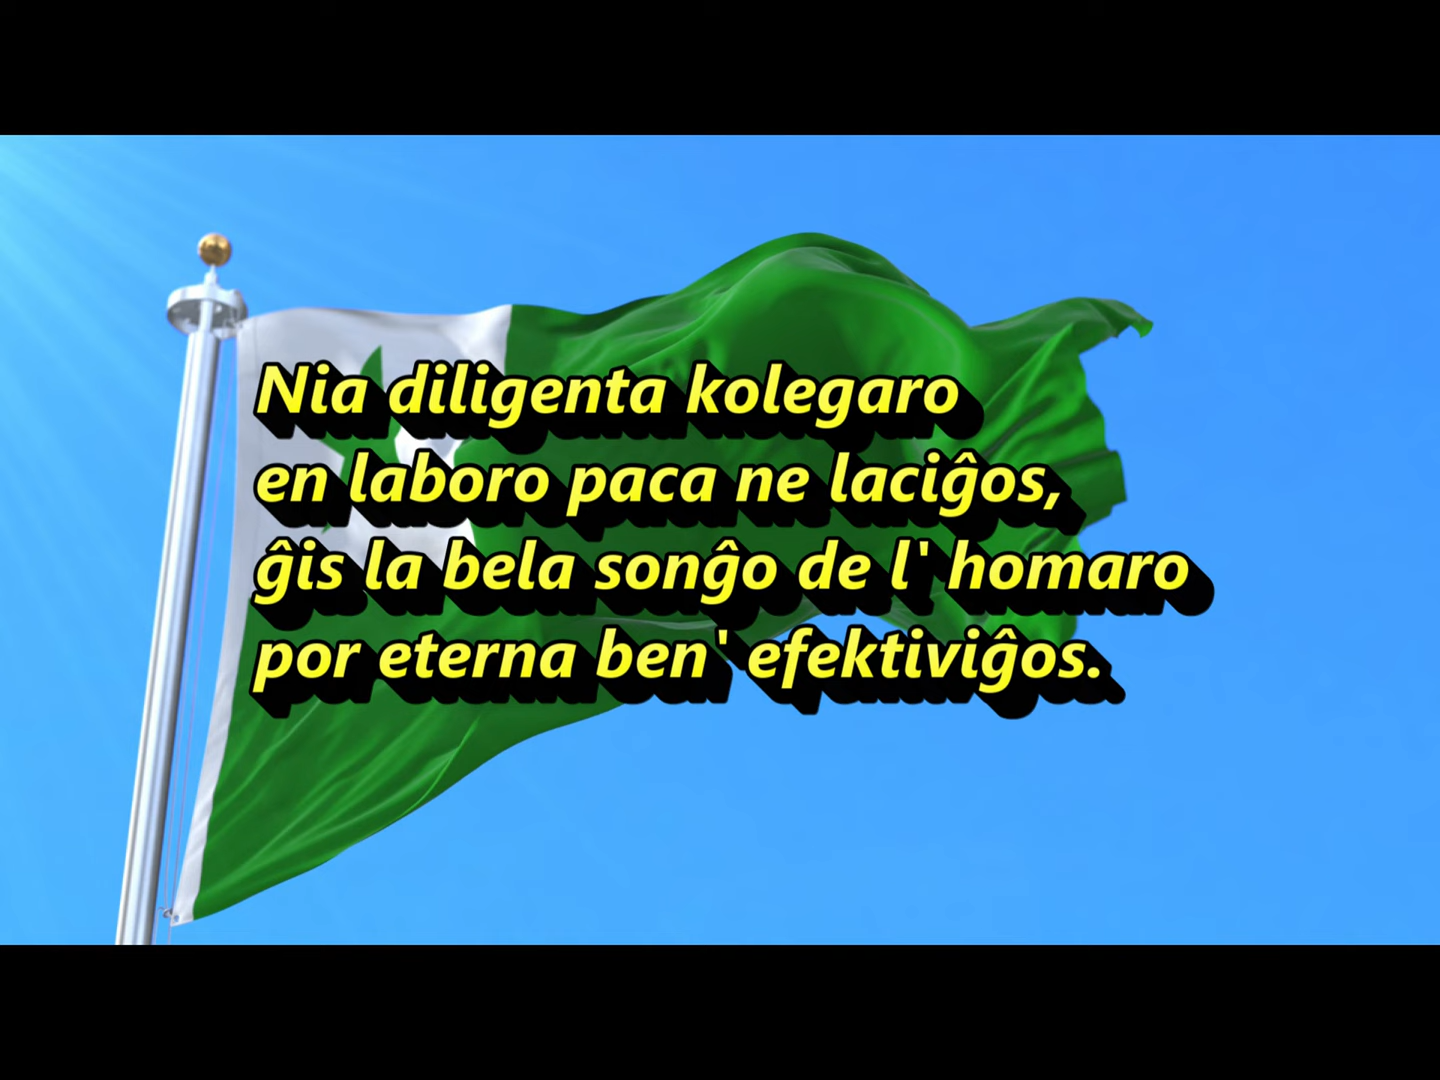 Nia diligenta kolegaro
en laboro paca ne laciĝos,
ĝis la bela sonĝo de l' homaro
por eterna ben' efektiviĝos.